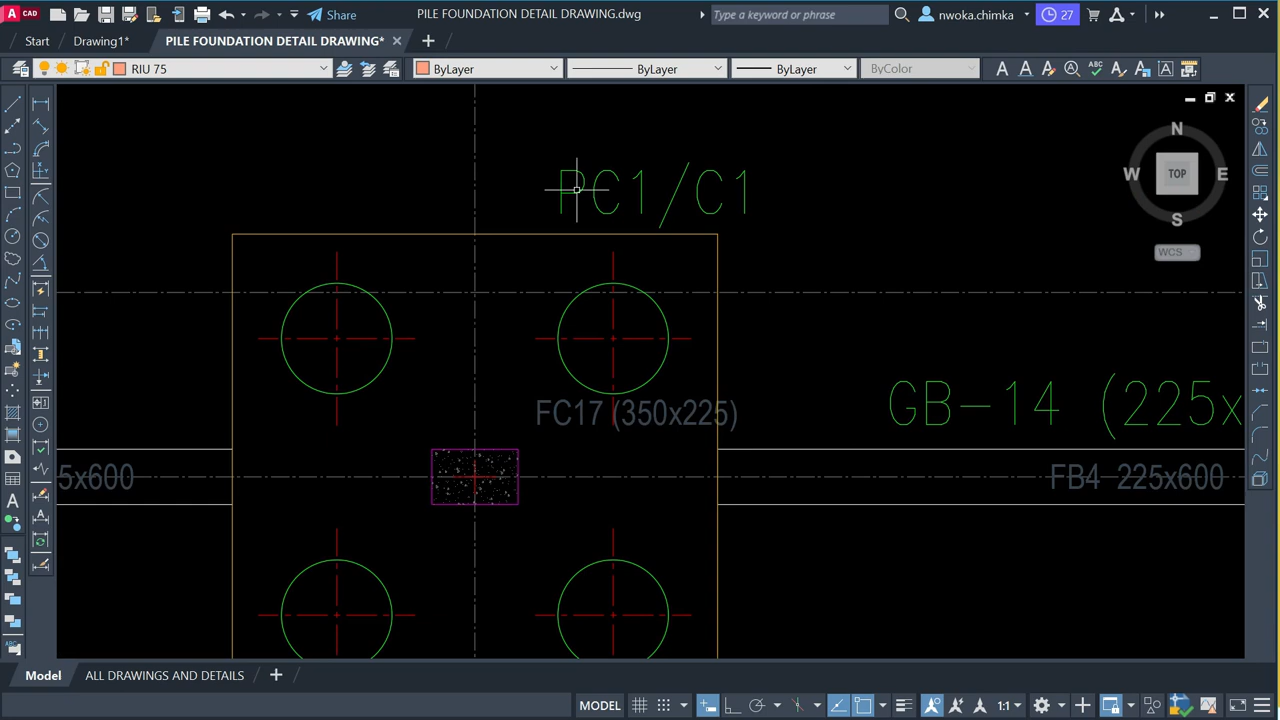 CAD
Share
PILE FOUNDATION DETAIL DRAWING.dwg
Type a keyword or phrase
nwoka.chimka
27
Start
Drawing1*
PILE FOUNDATION DETAIL DRAWING*
RIU 75
ByLayer
ByLayer
ByLayer
ByColor
ABC
N
W
TOP
E
S
WCS
PC1/C1
FC17 (350x225)
GB-14 (225x
5x600
FB4 225x600
Model
ALL DRAWINGS AND DETAILS
MODEL
1:1